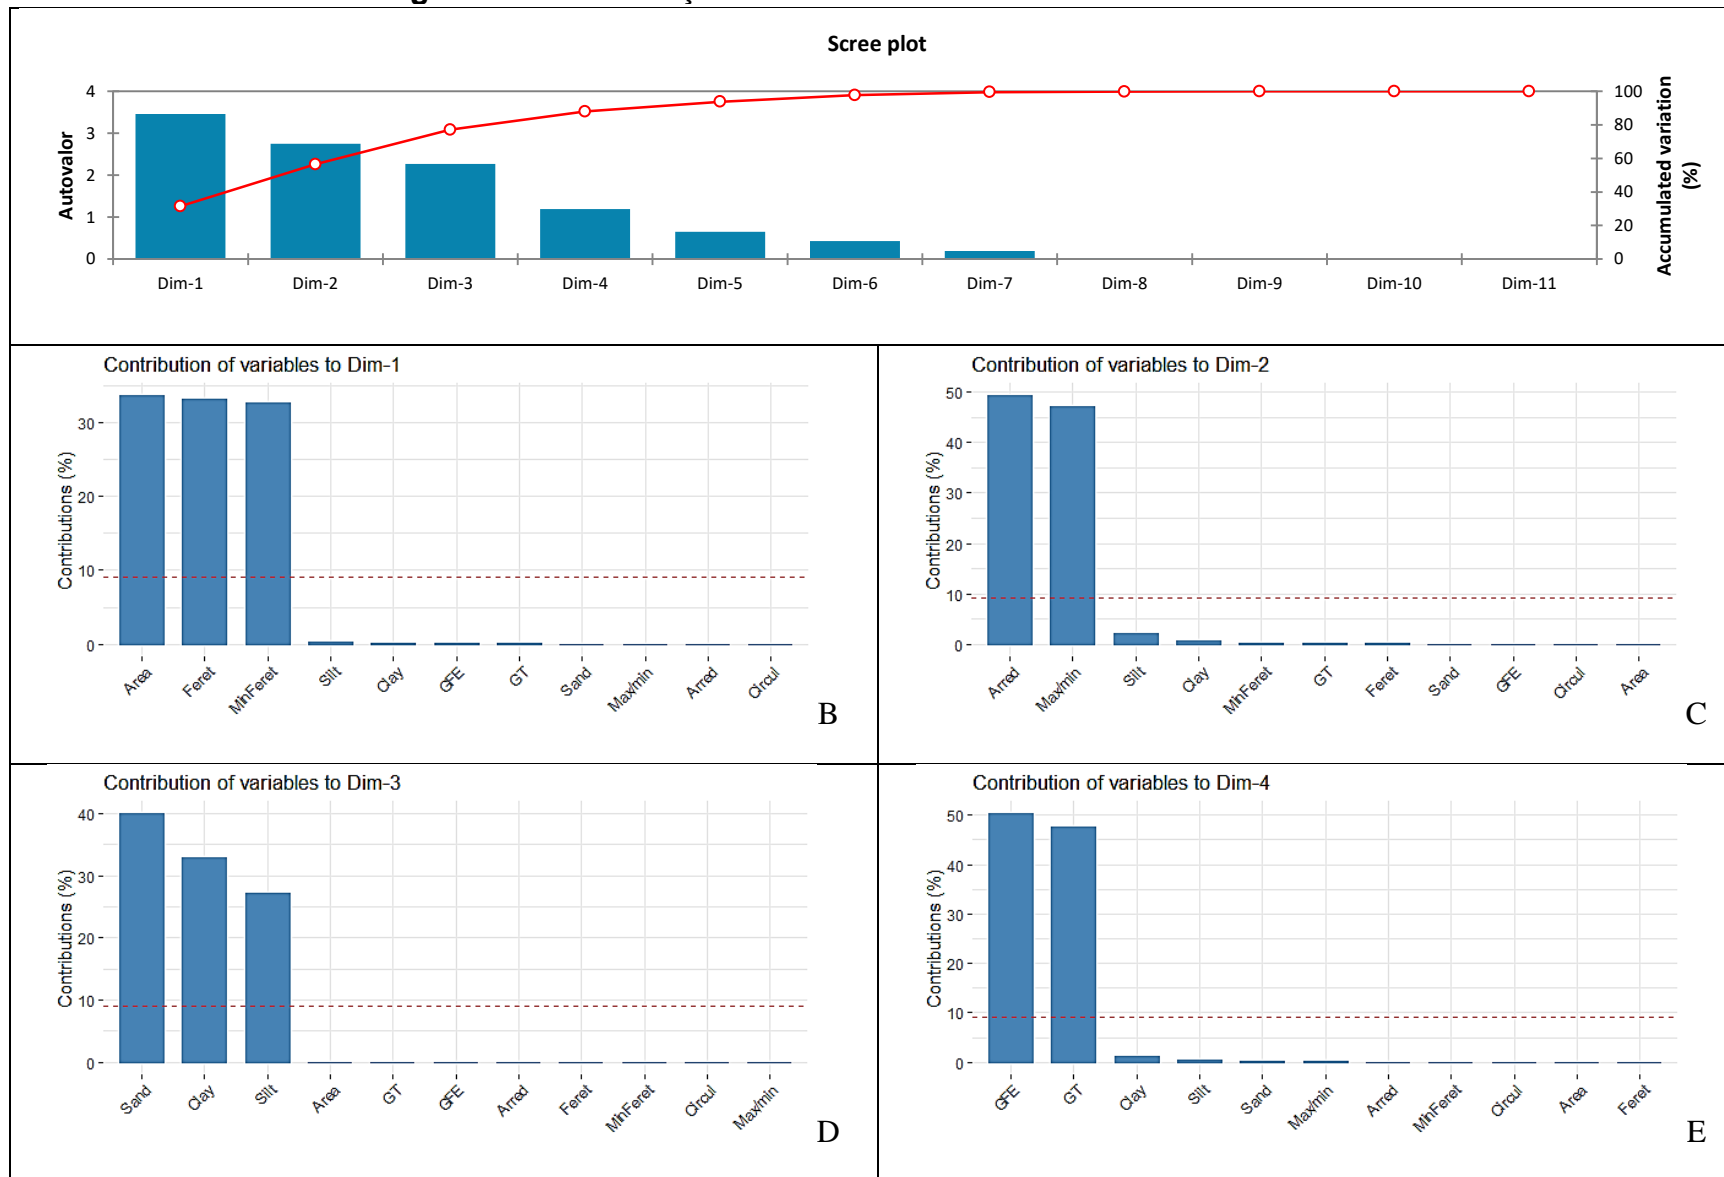 Scree plot
Autovalor
4
3
2
1
0
100
80
60
40
20
0
Accumulated variation
(%)
Dim-1 Dim-2 Dim-3 Dim-4 Dim-5 Dim-6 Dim-7 Dim-8 Dim-9 Dim-10 Dim-11
Contribution of variables to Dim-1
Contributions (%)
30
20
10
0
Area Feret MinFeret Silt Clay GFE GT Sand Max/min Arred Circul
B
Contribution of variables to Dim-2
Contributions (%)
50
40
30
20
10
0
Arred Max/min Silt Clay MinFeret GT Feret Sand GFE Circul Area
C
Contribution of variables to Dim-3
Contributions (%)
40
30
20
10
0
Sand Clay Silt Area GT GFE Arred Feret MinFeret Circul Max/min
D
Contribution of variables to Dim-4
Contributions (%)
50
40
30
20
10
0
GFE GT Clay Silt Sand Max/min Arred MinFeret Circul Area Feret
E